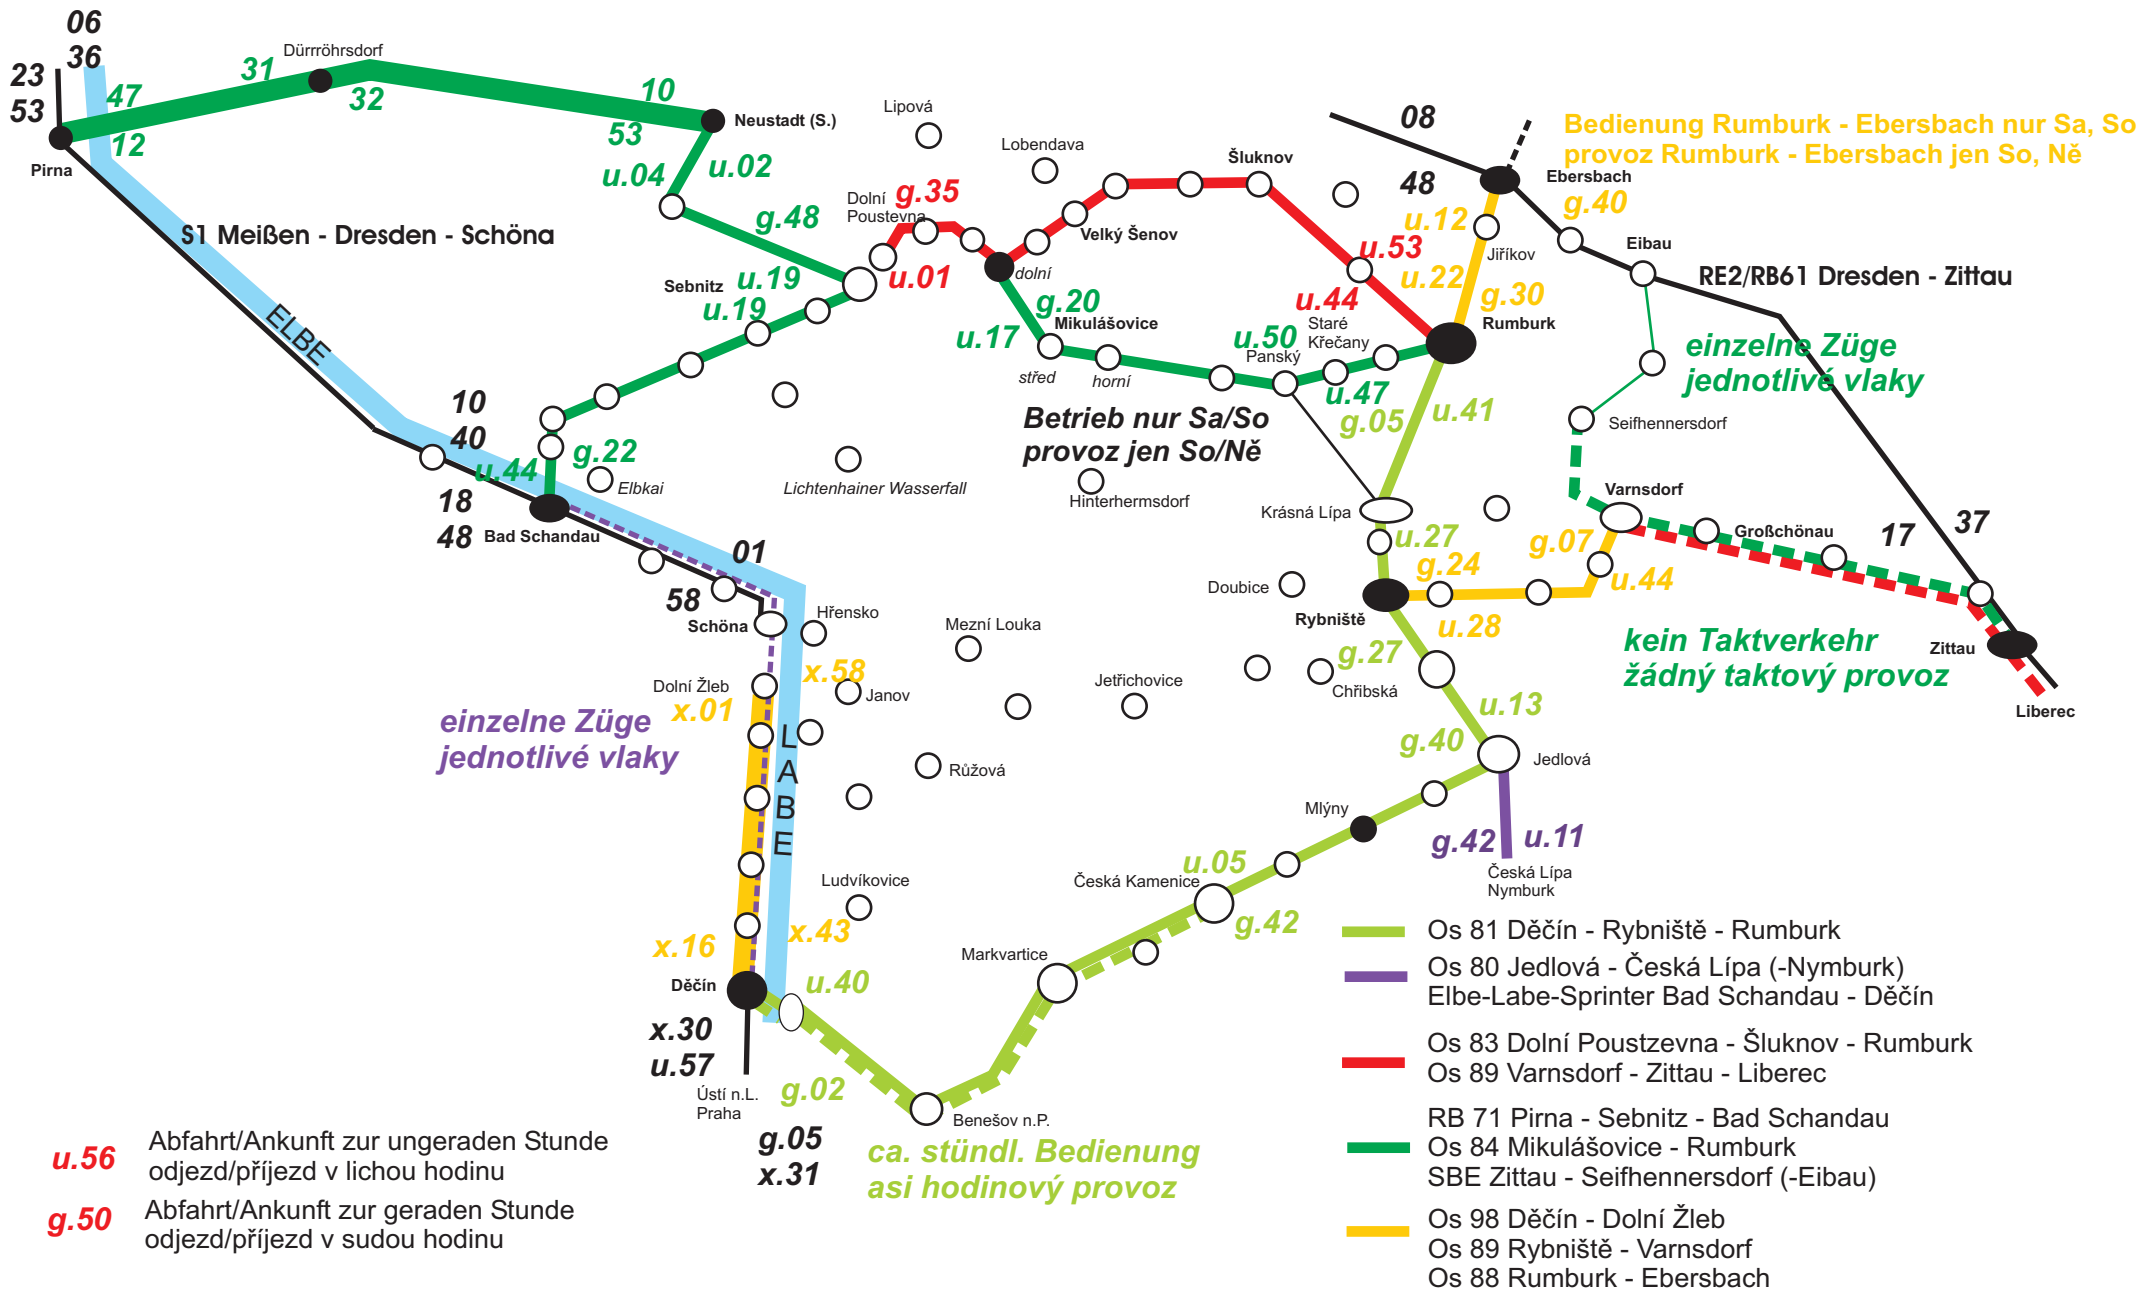 06
36
23
53
47
12
Pirna
31
Dürrröhrsdorf
32
10
53
Neustadt (S.)
u.04
u.02
g.48
S1 Meißen - Dresden - Schöna
Sebnitz
u.19
u.19
ELBE
10
40
u.44
g.22
Elbkai
18
48
Bad Schandau
01
58
Schöna
Hřensko
x.58
Dolní Žleb
x.01
Janov
einzelne Züge
jednotlivé vlaky
L
A
B
E
Růžová
Mezní Louka
Jetřichovice
Ludvíkovice
x.16
x.43
Děčín
u.40
x.30
u.57
Ústí n.L.
Praha
g.02
g.05
x.31
Benešov n.P.
ca. stündl. Bedienung
asi hodinový provoz
Markvartice
Česká Kamenice
u.05
g.42
Mlýny
Lipová
Lobendava
Dolní
Poustevna
g.35
u.01
dolní
Velký Šenov
Šluknov
u.53
u.44
g.20
u.17
Mikulášovice
střed
horní
u.50
Panský
Staré
Křečany
u.47
Betrieb nur Sa/So
provoz jen So/Ně
Lichtenhainer Wasserfall
Hinterhermsdorf
08
48
Bedienung Rumburk - Ebersbach nur Sa, So
provoz Rumburk - Ebersbach jen So, Ně
Ebersbach
g.40
u.12
Jiříkov
u.22
g.30
Rumburk
Eibau
RE2/RB61 Dresden - Zittau
einzelne Züge
jednotlivé vlaky
g.05
u.41
Seifhennersdorf
Krásná Lípa
u.27
Varnsdorf
g.07
u.44
Großchönau
17
37
Doubice
g.24
Rybniště
u.28
g.27
Chřibská
kein Taktverkehr
žádný taktový provoz
Zittau
Liberec
u.13
g.40
Jedlová
g.42
u.11
Česká Lípa
Nymburk
Os 81 Děčín - Rybniště - Rumburk
Os 80 Jedlová - Česká Lípa (-Nymburk)
Elbe-Labe-Sprinter Bad Schandau - Děčín
Os 83 Dolní Poustzevna - Šluknov - Rumburk
Os 89 Varnsdorf - Zittau - Liberec
RB 71 Pirna - Sebnitz - Bad Schandau
Os 84 Mikulášovice - Rumburk
SBE Zittau - Seifhennersdorf (-Eibau)
Os 98 Děčín - Dolní Žleb
Os 89 Rybniště - Varnsdorf
Os 88 Rumburk - Ebersbach
u.56
Abfahrt/Ankunft zur ungeraden Stunde
odjezd/příjezd v lichou hodinu
g.50
Abfahrt/Ankunft zur geraden Stunde
odjezd/příjezd v sudou hodinu